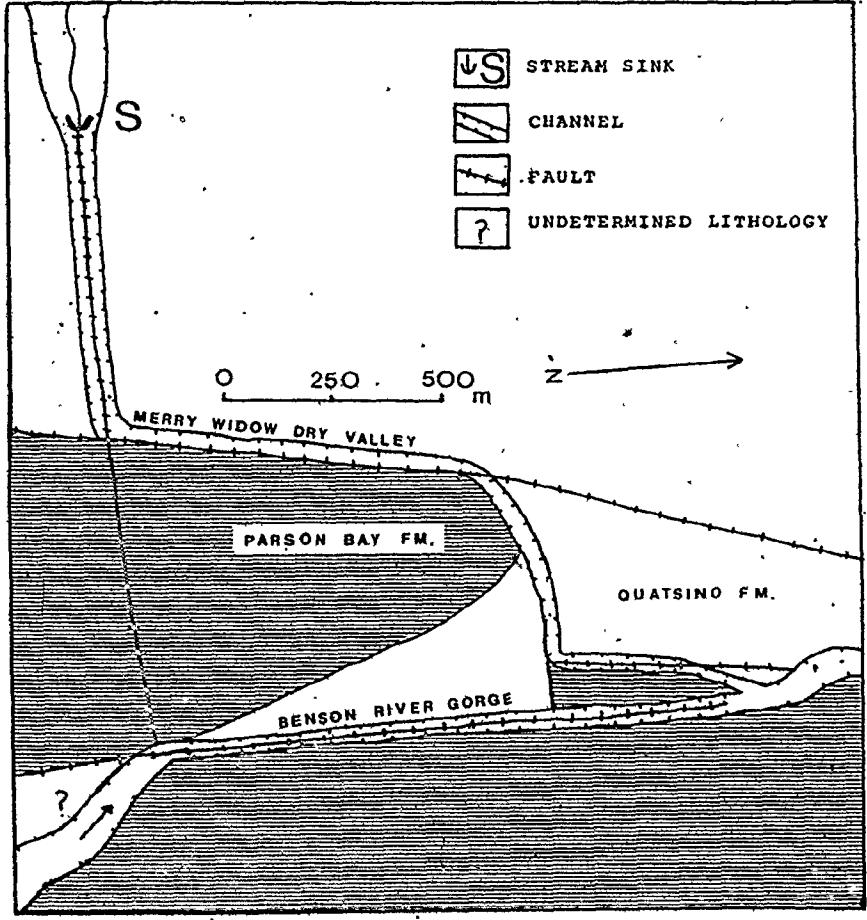 S
↓S STREAM SINK
CHANNEL
FAULT
? UNDETERMINED LITHOLOGY
0 250 500 m
N
MERRY WIDOW DRY VALLEY
PARSON BAY FM.
QUATSINO FM.
BENSON RIVER GORGE
?